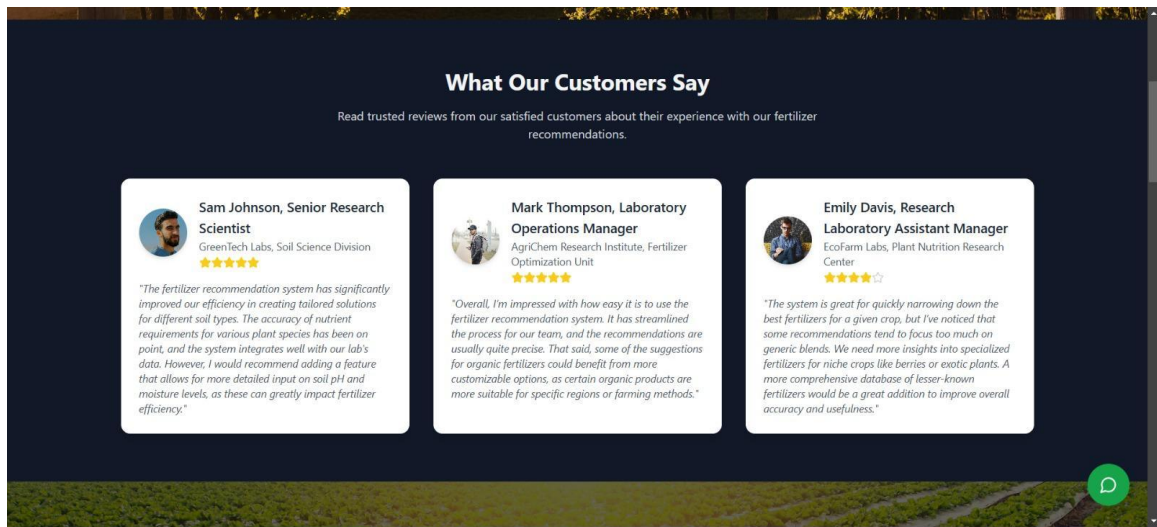 What Our Customers Say
Read trusted reviews from our satisfied customers about their experience with our fertilizer
recommendations.
Sam Johnson, Senior Research
Scientist
GreenTech Labs, Soil Science Division
"The fertilizer recommendation system has significantly
improved our efficiency in creating tailored solutions
for different soil types. The accuracy of nutrient
requirements for various plant species has been on
point, and the system integrates well with our lab's
data. However, I would recommend adding a feature
that allows for more detailed input on soil pH and
moisture levels, as these can greatly impact fertilizer
efficiency."
Mark Thompson, Laboratory
Operations Manager
AgriChem Research Institute, Fertilizer
Optimization Unit
"Overall, I'm impressed with how easy it is to use the
fertilizer recommendation system. It has streamlined
the process for our team, and the recommendations are
usually quite precise. That said, some of the suggestions
for organic fertilizers could benefit from more
customizable options, as certain organic products are
more suitable for specific regions or farming methods."
Emily Davis, Research
Laboratory Assistant Manager
EcoFarm Labs, Plant Nutrition Research
Center
"The system is great for quickly narrowing down the
best fertilizers for a given crop, but I've noticed that
some recommendations tend to focus too much on
generic blends. We need more insights into specialized
fertilizers for niche crops like berries or exotic plants. A
more comprehensive database of lesser-known
fertilizers would be a great addition to improve overall
accuracy and usefulness."